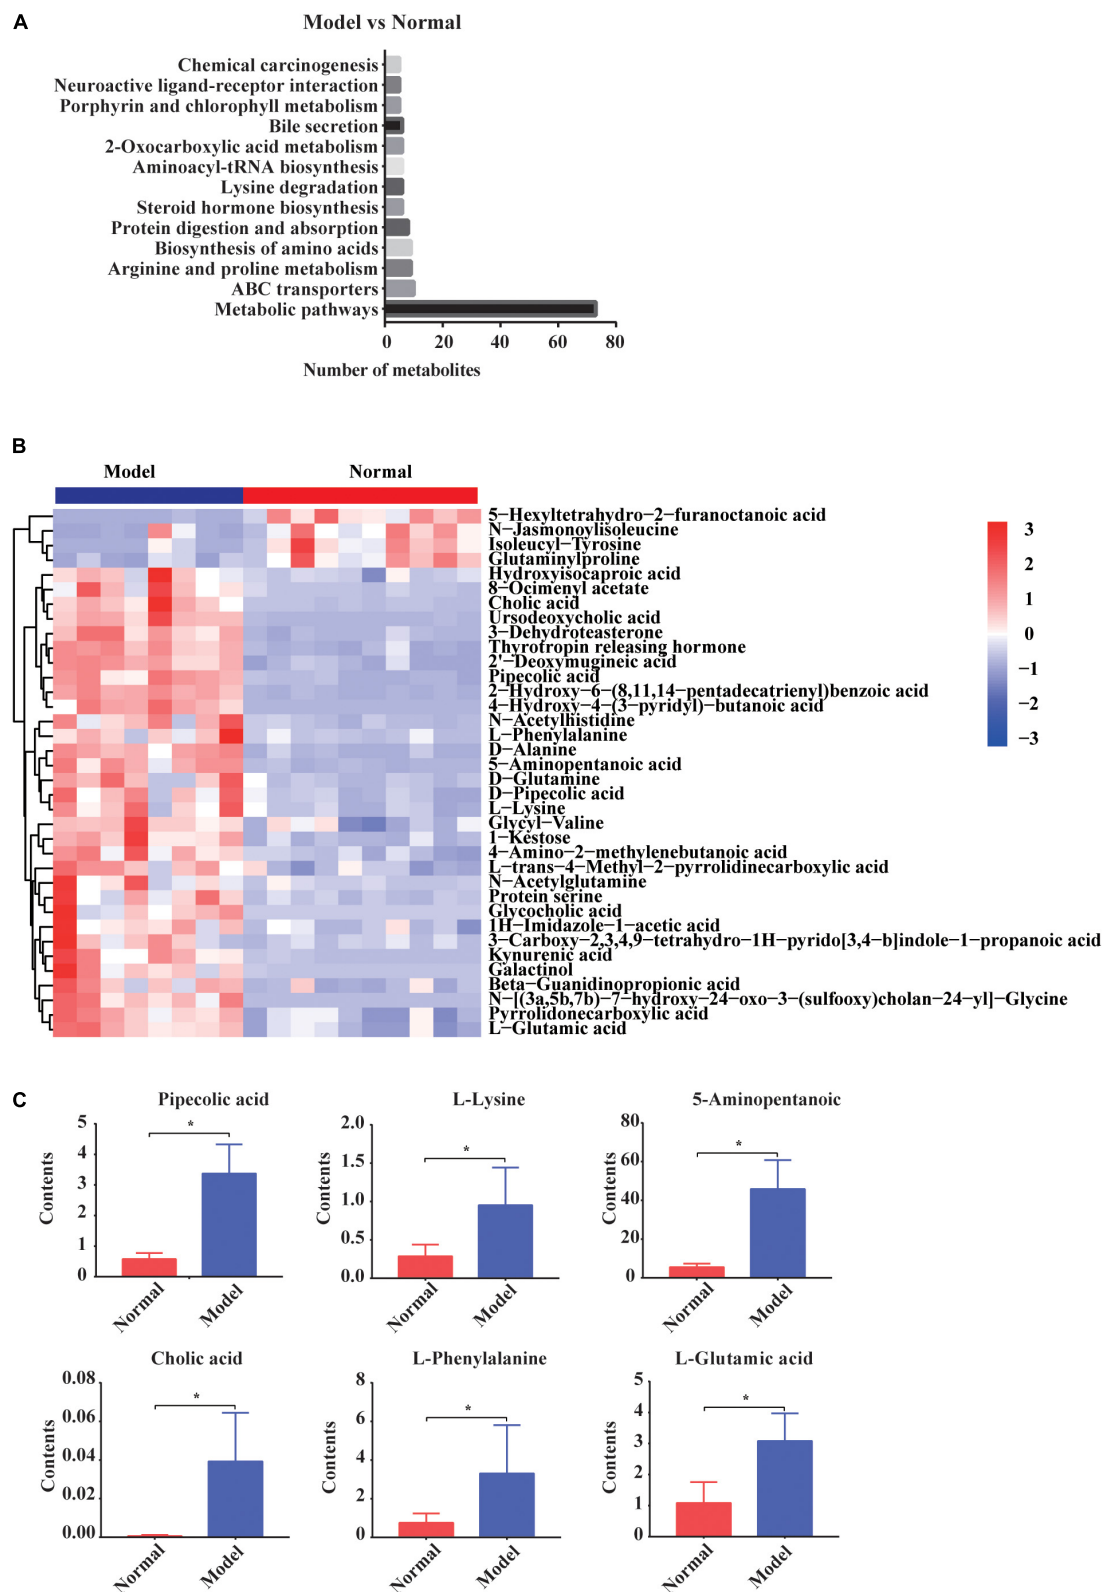 A
Model vs Normal
Chemical carcinogenesis
Neuroactive ligand-receptor interaction
Porphyrin and chlorophyll metabolism
Bile secretion
2-Oxocarboxylic acid metabolism
Aminoacyl-tRNA biosynthesis
Lysine degradation
Steroid hormone biosynthesis
Protein digestion and absorption
Biosynthesis of amino acids
Arginine and proline metabolism
ABC transporters
Metabolic pathways
0 20 40 60 80
Number of metabolites
B
Model Normal
5−Hexyltetrahydro−2−furanoctanoic acid
N−Jasmonoylisoleucine
Isoleucyl−Tyrosine
Glutaminylproline
Hydroxyisocaproic acid
8−Ocimenyl acetate
Cholic acid
Ursodeoxycholic acid
3−Dehydroteasterone
Thyrotropin releasing hormone
2'−Deoxymugineic acid
Pipecolic acid
2−Hydroxy−6−(8,11,14−pentadecatrienyl)benzoic acid
4−Hydroxy−4−(3−pyridyl)−butanoic acid
N−Acetylhistidine
L−Phenylalanine
D−Alanine
5−Aminopentanoic acid
D−Glutamine
D−Pipecolic acid
L−Lysine
Glycyl−Valine
1−Kestose
4−Amino−2−methylenebutanoic acid
L−trans−4−Methyl−2−pyrrolidinecarboxylic acid
N−Acetylglutamine
Protein serine
Glycocholic acid
1H−Imidazole−1−acetic acid
3−Carboxy−2,3,4,9−tetrahydro−1H−pyrido[3,4−b]indole−1−propanoic acid
Kynurenic acid
Galactinol
Beta−Guanidinopropionic acid
N−[(3a,5b,7b)−7−hydroxy−24−oxo−3−(sulfooxy)cholan−24−yl]−Glycine
Pyrrolidonecarboxylic acid
L−Glutamic acid
3
2
1
0
−1
−2
−3
C
Pipecolic acid
Contents
5
4
3
2
1
0
*
Normal
Model
L-Lysine
Contents
2.0
1.5
1.0
0.5
0.0
*
Normal
Model
5-Aminopentanoic
Contents
80
60
40
20
0
*
Normal
Model
Cholic acid
Contents
0.08
0.06
0.04
0.02
0.00
*
Normal
Model
L-Phenylalanine
Contents
8
6
4
2
0
*
Normal
Model
L-Glutamic acid
Contents
5
4
3
2
1
0
*
Normal
Model